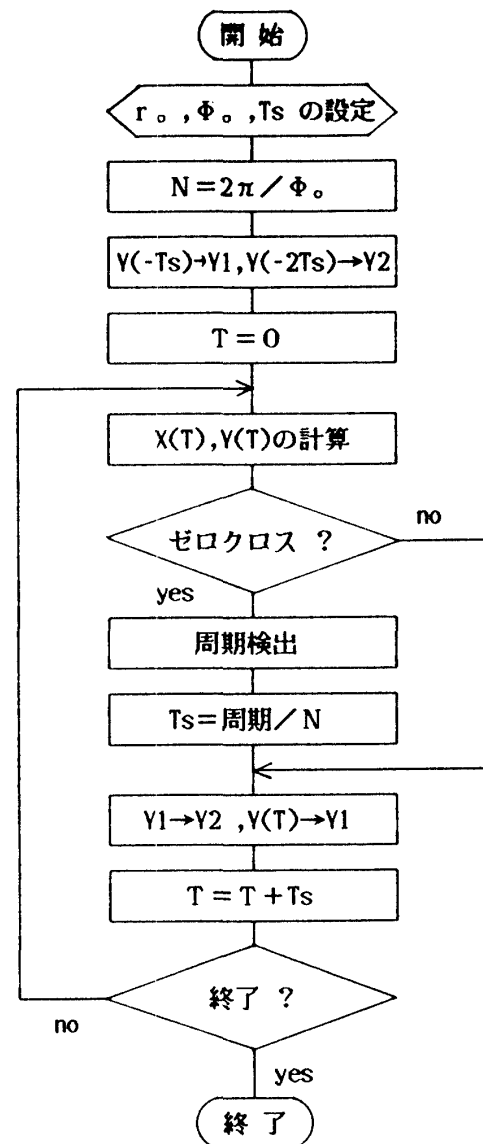 開始
r。,Φ。,Ts の設定
N=2π/Φ。
Y(-Ts)→Y1,Y(-2Ts)→Y2
T=0
X(T),Y(T)の計算
ゼロクロス ?
no
yes
周期検出
Ts=周期/N
Y1→Y2 ,Y(T)→Y1
T=T+Ts
終了 ?
no
yes
終了